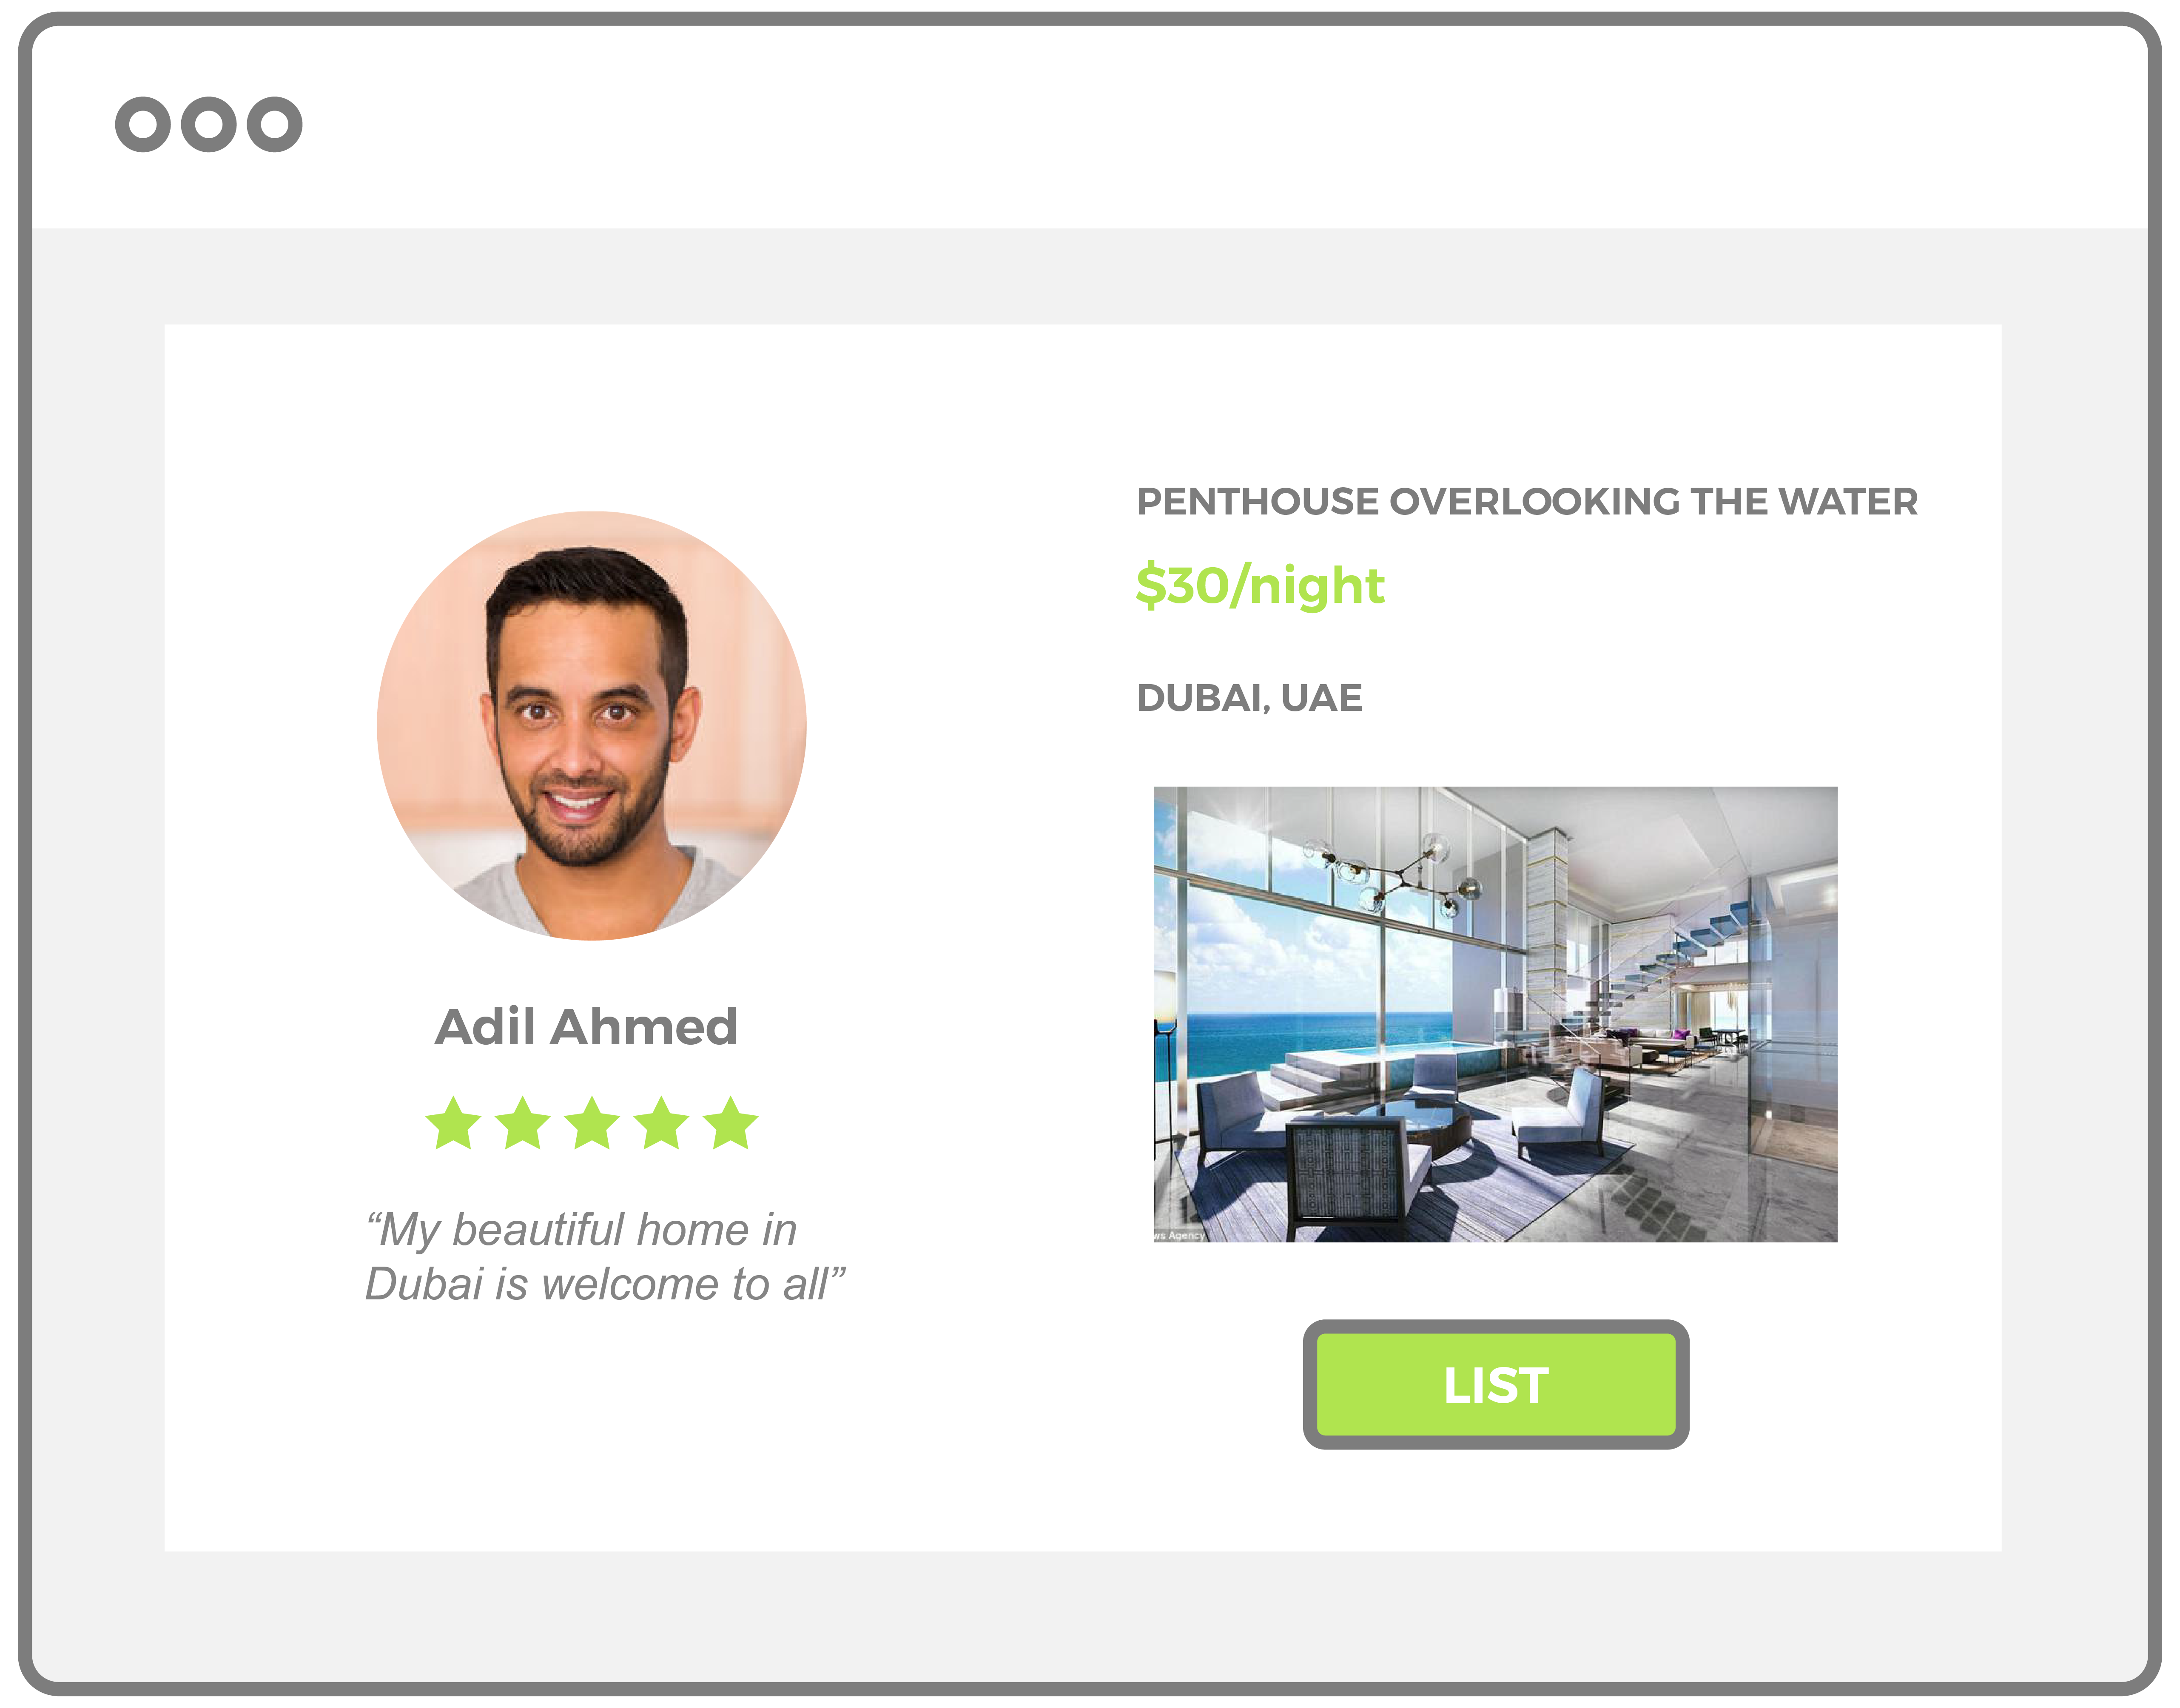 Adil Ahmed
“My beautiful home in
Dubai is welcome to all”
PENTHOUSE OVERLOOKING THE WATER
$30/night
DUBAI, UAE
ws Agency
LIST